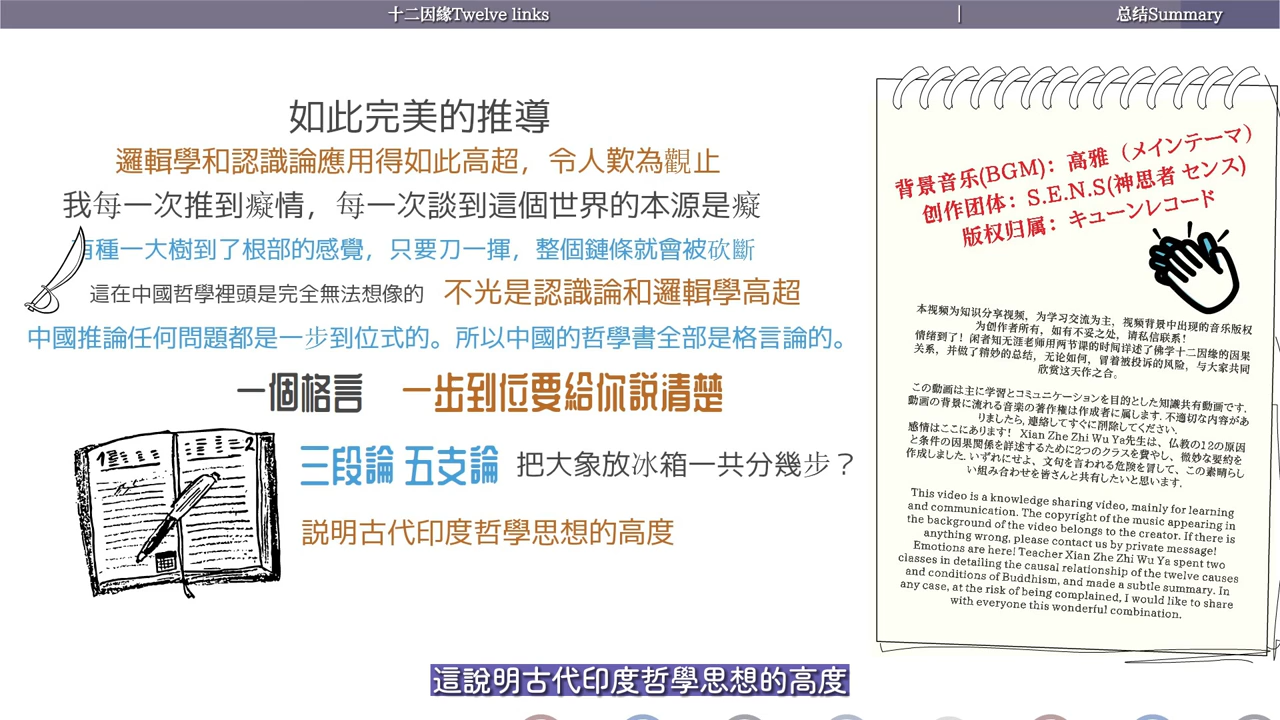 十二因緣Twelve links
总结Summary
如此完美的推導
邏輯學和認識論應用得如此高超，令人歎為觀止
我每一次推到癡情，每一次談到這個世界的本源是癡
有種一大樹到了根部的感覺，只要刀一揮，整個鏈條就會被砍斷
這在中國哲學裡頭是完全無法想像的 不光是認識論和邏輯學高超
中國推論任何問題都是一步到位式的。所以中國的哲學書全部是格言論的。
一個格言 一步到位要給你説清楚
三段論 五支論 把大象放冰箱一共分幾步？
説明古代印度哲學思想的高度
1
2
背景音乐(BGM)：高雅（メインテーマ）
创作团体：S.E.N.S(神思者 センス)
版权归属：キューンレコード
本视频为知识分享视频，为学习交流为主，视频背景中出现的音乐版权
为创作者所有，如有不妥之处，请私信联系！
情绪到了！闲者知无涯老师用两节课的时间详述了佛学十二因缘的因果
关系，并做了精妙的总结，无论如何，冒着被投诉的风险，与大家共同
欣赏这天作之合。
この動画は主に学習とコミュニケーションを目的とした知識共有動画です.
動画の背景に流れる音楽の著作権は作成者に属します. 不適切な内容があ
りましたら, 連絡してすぐに削除してください.
感情はここにあります！ Xian Zhe Zhi Wu Ya先生は、仏教の12の原因
と条件の因果関係を詳述するために2つのクラスを費やし、微妙な要約を
作成しました. いずれにせよ、文句を言われる危険を冒して、この素晴らし
い組み合わせを皆さんと共有したいと思います.
This video is a knowledge sharing video, mainly for learning
and communication. The copyright of the music appearing in
the background of the video belongs to the creator. If there is
anything wrong, please contact us by private message!
Emotions are here! Teacher Xian Zhe Zhi Wu Ya spent two
classes in detailing the causal relationship of the twelve causes
and conditions of Buddhism, and made a subtle summary. In
any case, at the risk of being complained, I would like to share
with everyone this wonderful combination.
這說明古代印度哲學思想的高度